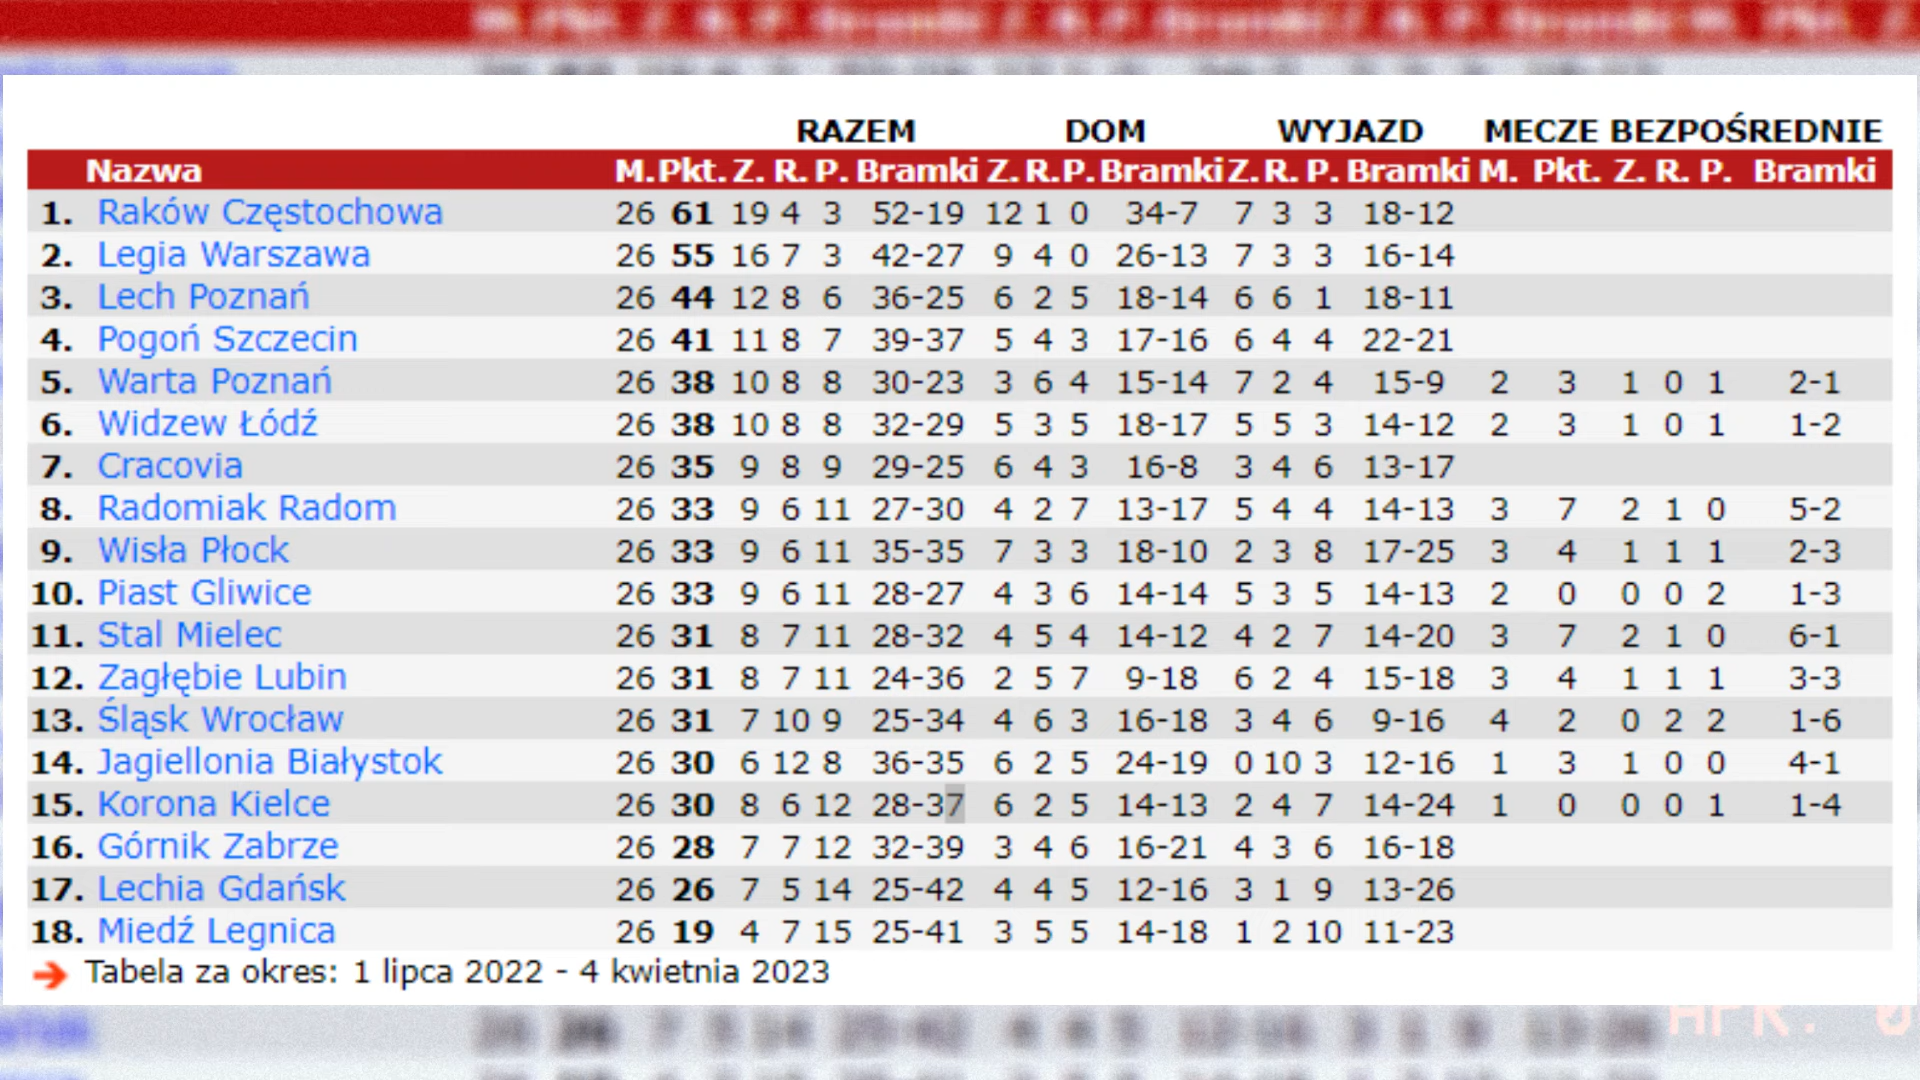 RAZEM DOM WYJAZD MECZE BEZPOŚREDNIE
Nazwa M. Pkt. Z. R. P. Bramki Z. R. P. Bramki Z. R. P. Bramki M. Pkt. Z. R. P. Bramki
1. Raków Częstochowa 26 61 19 4 3 52-19 12 1 0 34-7 7 3 3 18-12
2. Legia Warszawa 26 55 16 7 3 42-27 9 4 0 26-13 7 3 3 16-14
3. Lech Poznań 26 44 12 8 6 36-25 6 2 5 18-14 6 6 1 18-11
4. Pogoń Szczecin 26 41 11 8 7 39-37 5 4 3 17-16 6 4 4 22-21
5. Warta Poznań 26 38 10 8 8 30-23 3 6 4 15-14 7 2 4 15-9 2 3 1 0 1 2-1
6. Widzew Łódź 26 38 10 8 8 32-29 5 3 5 18-17 5 5 3 14-12 2 3 1 0 1 1-2
7. Cracovia 26 35 9 8 9 29-25 6 4 3 16-8 3 4 6 13-17
8. Radomiak Radom 26 33 9 6 11 27-30 4 2 7 13-17 5 4 4 14-13 3 7 2 1 0 5-2
9. Wisła Płock 26 33 9 6 11 35-35 7 3 3 18-10 2 3 8 17-25 3 4 1 1 1 2-3
10. Piast Gliwice 26 33 9 6 11 28-27 4 3 6 14-14 5 3 5 14-13 2 0 0 0 2 1-3
11. Stal Mielec 26 31 8 7 11 28-32 4 5 4 14-12 4 2 7 14-20 3 7 2 1 0 6-1
12. Zagłębie Lubin 26 31 8 7 11 24-36 2 5 7 9-18 6 2 4 15-18 3 4 1 1 1 3-3
13. Śląsk Wrocław 26 31 7 10 9 25-34 4 6 3 16-18 3 4 6 9-16 4 2 0 2 2 1-6
14. Jagiellonia Białystok 26 30 6 12 8 36-35 6 2 5 24-19 0 10 3 12-16 1 3 1 0 0 4-1
15. Korona Kielce 26 30 8 6 12 28-37 6 2 5 14-13 2 4 7 14-24 1 0 0 0 1 1-4
16. Górnik Zabrze 26 28 7 7 12 32-39 3 4 6 16-21 4 3 6 16-18
17. Lechia Gdańsk 26 26 7 5 14 25-42 4 4 5 12-16 3 1 9 13-26
18. Miedź Legnica 26 19 4 7 15 25-41 3 5 5 14-18 1 2 10 11-23
Tabela za okres: 1 lipca 2022 - 4 kwietnia 2023
APR.